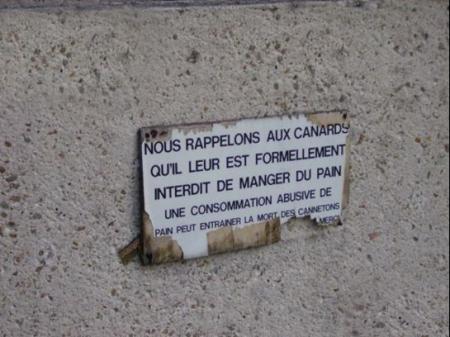 NOUS RAPPELONS AUX CANARDS
QU'IL LEUR EST FORMELLEMENT
INTERDIT DE MANGER DU PAIN
UNE CONSOMMATION ABUSIVE DE
PAIN PEUT ENTRAINER LA MORT DES CANNETONS
MERCI